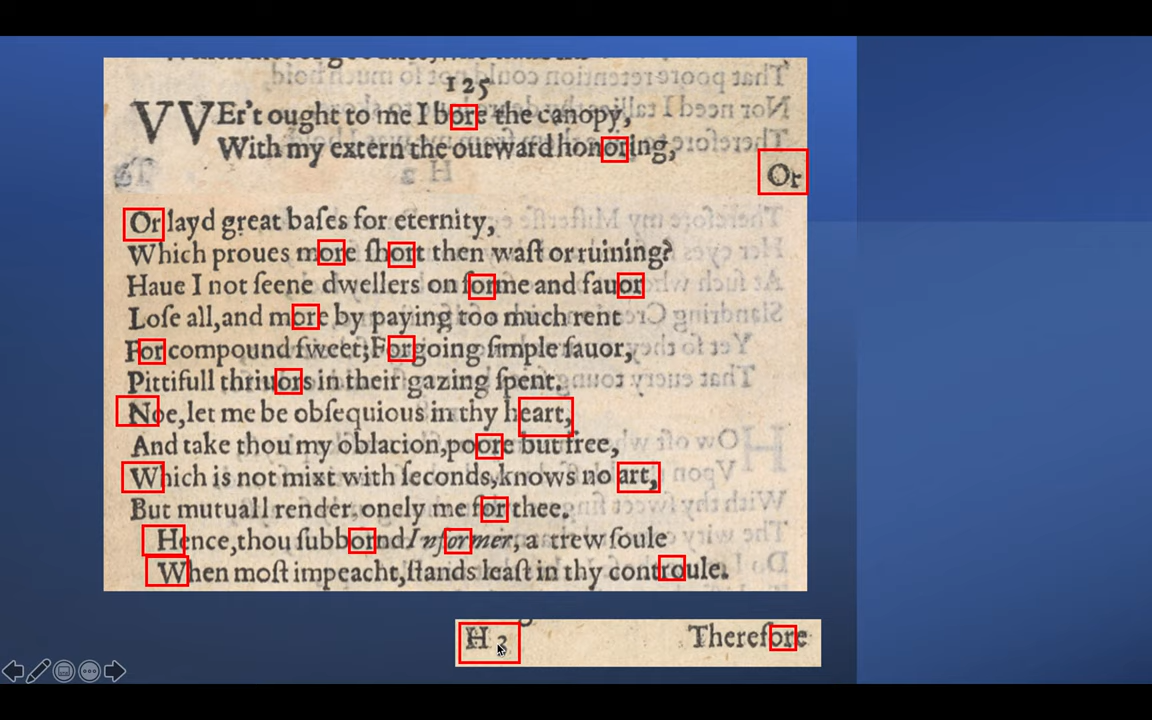 125
VVEr't ought to me I bore the canopy,
With my extern the outward honoring,
Or
Or layd great baſes for eternity,
Which proues more ſhort then waſt or ruining?
Haue I not ſeene dwellers on forme and fauor
Loſe all,and more by paying too much rent
For compound ſweet;Forgoing ſimple fauor,
Pittifull thriuors in their gazing ſpent.
Noe,let me be obſequious in thy heart,
And take thou my oblacion,poore but free,
Which is not mixt with ſeconds,knows no art,
But mutuall render, onely me for thee.
Hence,thou ſubbornd Informer, a trew ſoule
When moſt impeacht,ſtands leaſt in thy controule.
H Therefore